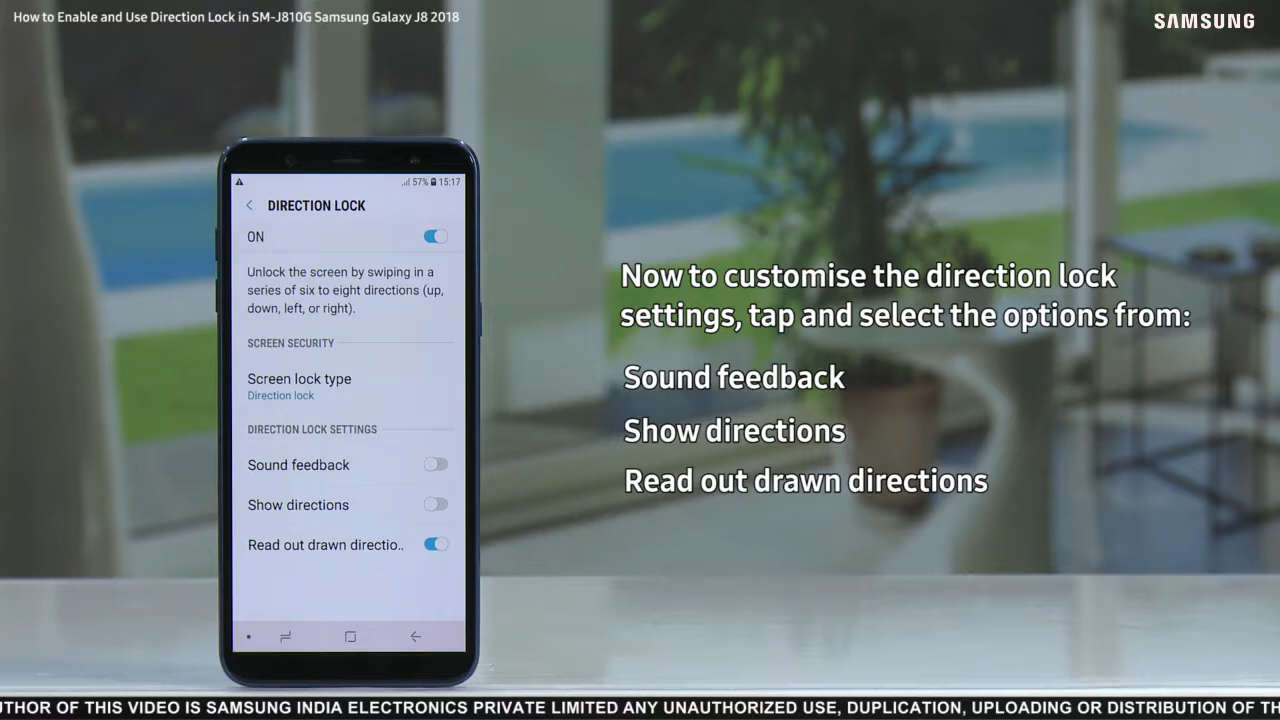 How to Enable and Use Direction Lock in SM-J810G Samsung Galaxy J8 2018
SAMSUNG
57% 15:17
DIRECTION LOCK
ON
Unlock the screen by swiping in a
series of six to eight directions (up,
down, left, or right).
SCREEN SECURITY
Screen lock type
Direction lock
DIRECTION LOCK SETTINGS
Sound feedback
Show directions
Read out drawn directio..
Now to customise the direction lock
settings, tap and select the options from:
Sound feedback
Show directions
Read out drawn directions
UTHOR OF THIS VIDEO IS SAMSUNG INDIA ELECTRONICS PRIVATE LIMITED ANY UNAUTHORIZED USE, DUPLICATION, UPLOADING OR DISTRIBUTION OF TH